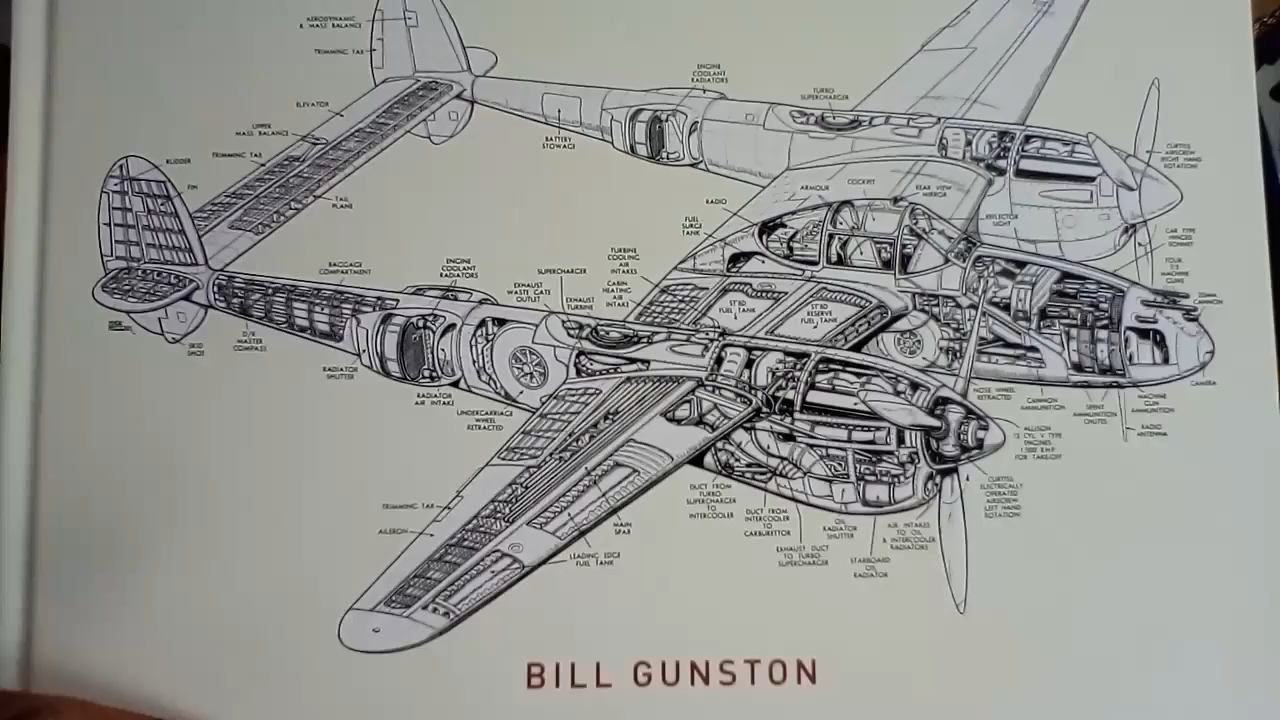 AERODYNAMIC
& MASS BALANCE
TRIMMING TAB
ELEVATOR
UPPER
MASS BALANCE
TRIMMING TAB
RUDDER
FIN
TAIL
PLANE
BATTERY
STOWAGE
ENGINE
COOLANT
RADIATORS
TURBO
SUPERCHARGER
CURTISS
AIRSCREW
RIGHT HAND
ROTATION
ARMOUR
COCKPIT
REAR VIEW
MIRROR
RADIO
FUEL
SURGE
TANK
REFLECTOR
SIGHT
CAR TYPE
HINGED
BONNET
FOUR
MACHINE
GUNS
CANNON
BAGGAGE
COMPARTMENT
ENGINE
COOLANT
RADIATORS
EXHAUST
WASTE GATE
OUTLET
SUPERCHARGER
EXHAUST
TURBINE
TURBINE
COOLING
AIR
INTAKES
CABIN
HEATING
AIR
INTAKE
ST'BD
FUEL TANK
ST'BD
RESERVE
FUEL TANK
D/R
MASTER
COMPASS
SKID
SHOE
RADIATOR
SHUTTER
RADIATOR
AIR INTAKE
UNDERCARRIAGE
WHEEL
RETRACTED
NOSE WHEEL
RETRACTED
CANNON
AMMUNITION
SPENT
AMMUNITION
CHUTES
MACHINE
GUN
AMMUNITION
CAMERA
RADIO
ANTENNA
ALLISON
12 CYL. V TYPE
ENGINES
FOR TAKE-OFF
CURTISS
ELECTRICALLY
OPERATED
AIRSCREW
LEFT HAND
ROTATION
TRIMMING TAB
AILERON
MAIN
SPAR
LEADING EDGE
FUEL TANK
DUCT FROM
TURBO
SUPERCHARGER
TO
INTERCOOLER
DUCT FROM
INTERCOOLER
TO
CARBURETTOR
EXHAUST DUCT
TO TURBO
SUPERCHARGER
OIL
RADIATOR
SHUTTER
STARBOARD
OIL
RADIATOR
AIR INTAKES
TO OIL
& INTERCOOLER
RADIATORS
BILL GUNSTON